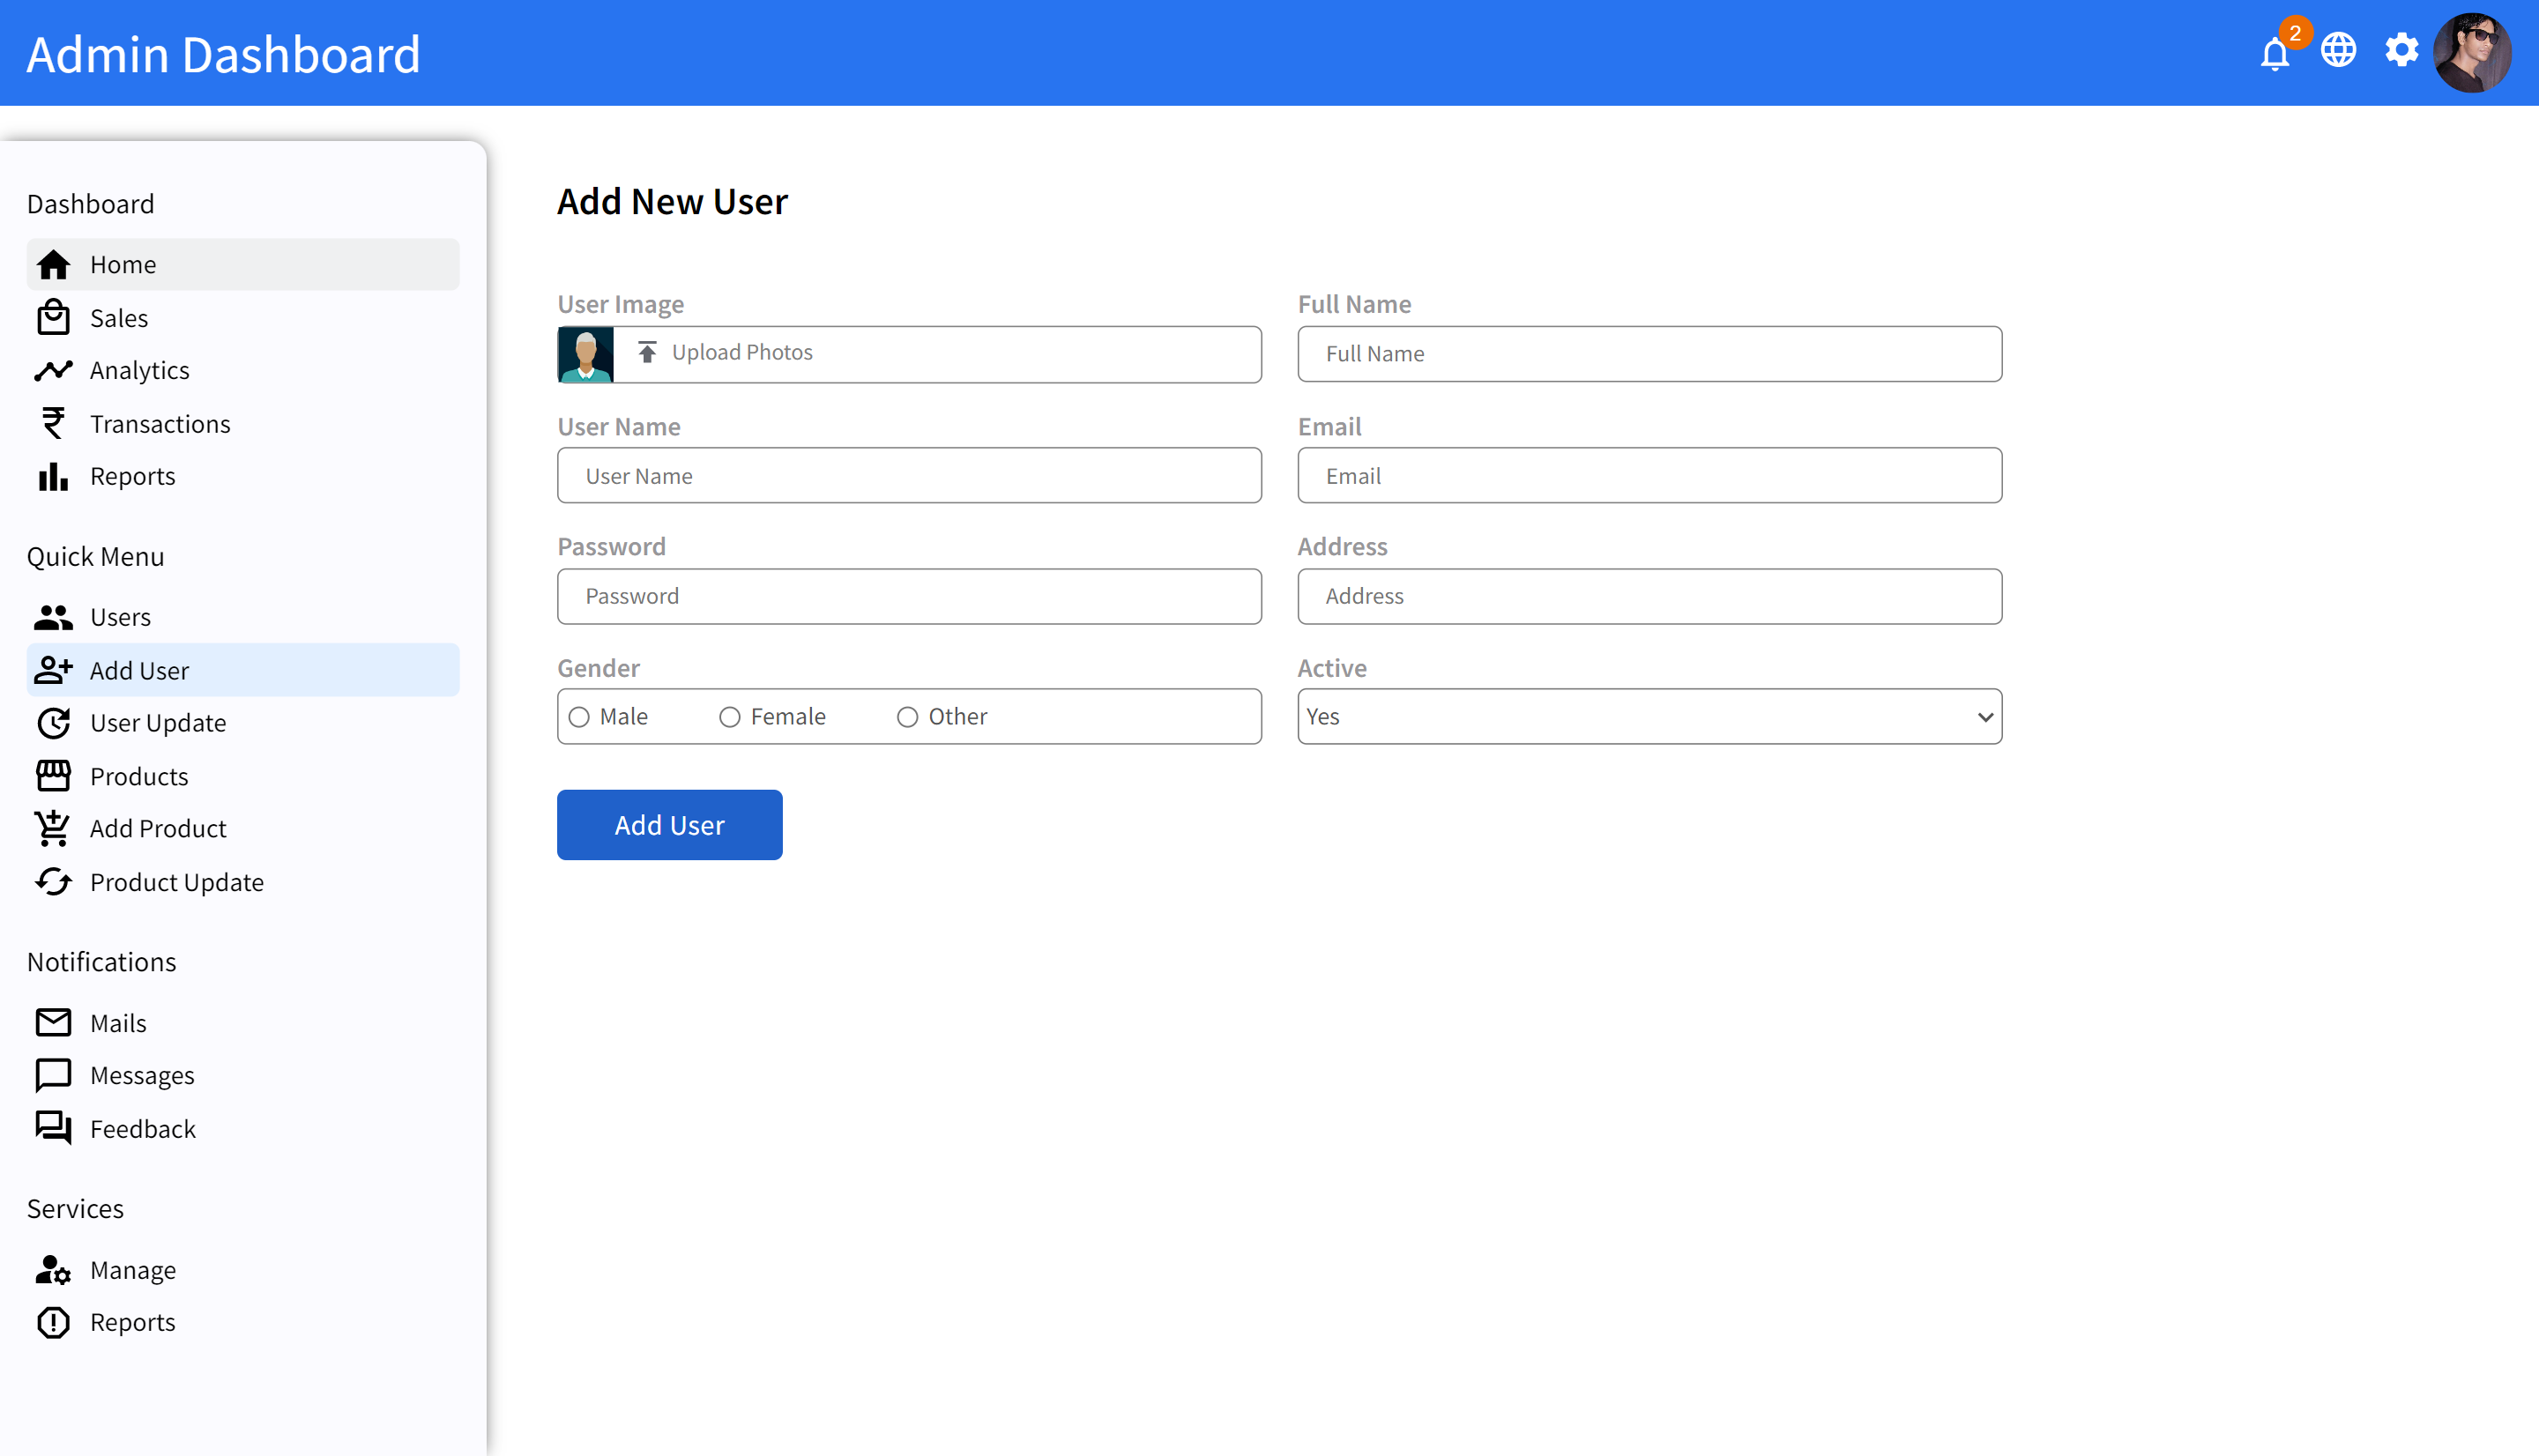 Admin Dashboard
2
Dashboard
Home
Sales
Analytics
Transactions
Reports
Quick Menu
Users
Add User
User Update
Products
Add Product
Product Update
Notifications
Mails
Messages
Feedback
Services
Manage
Reports
Add New User
User Image
Upload Photos
Full Name
Full Name
User Name
User Name
Email
Email
Password
Password
Address
Address
Gender
Male Female Other
Active
Yes
Add User